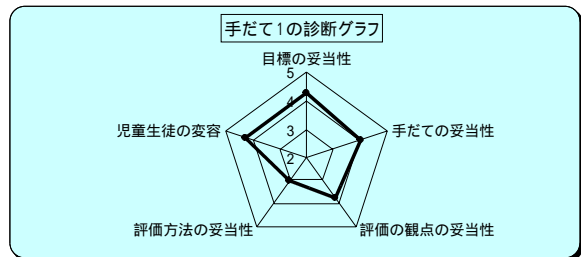 手だて1の診断グラフ
目標の妥当性
5
4
3
2
手だての妥当性
評価の観点の妥当性
評価方法の妥当性
児童生徒の変容